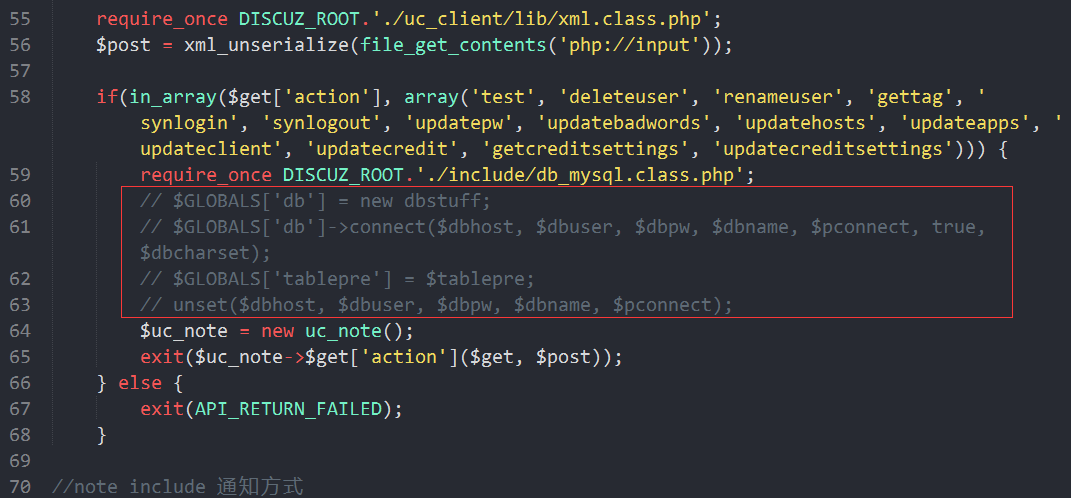 55 require_once DISCUZ_ROOT.'./uc_client/lib/xml.class.php';
56 $post = xml_unserialize(file_get_contents('php://input'));
57
58 if(in_array($get['action'], array('test', 'deleteuser', 'renameuser', 'gettag', '
synlogin', 'synlogout', 'updatepw', 'updatebadwords', 'updatehosts', 'updateapps', '
updateclient', 'updatecredit', 'getcreditsettings', 'updatecreditsettings'))) {
59 require_once DISCUZ_ROOT.'./include/db_mysql.class.php';
60 // $GLOBALS['db'] = new dbstuff;
61 // $GLOBALS['db']->connect($dbhost, $dbuser, $dbpw, $dbname, $pconnect, true,
$dbcharset);
62 // $GLOBALS['tablepre'] = $tablepre;
63 // unset($dbhost, $dbuser, $dbpw, $dbname, $pconnect);
64 $uc_note = new uc_note();
65 exit($uc_note->$get['action']($get, $post));
66 } else {
67 exit(API_RETURN_FAILED);
68 }
69
70 //note include 通知方式